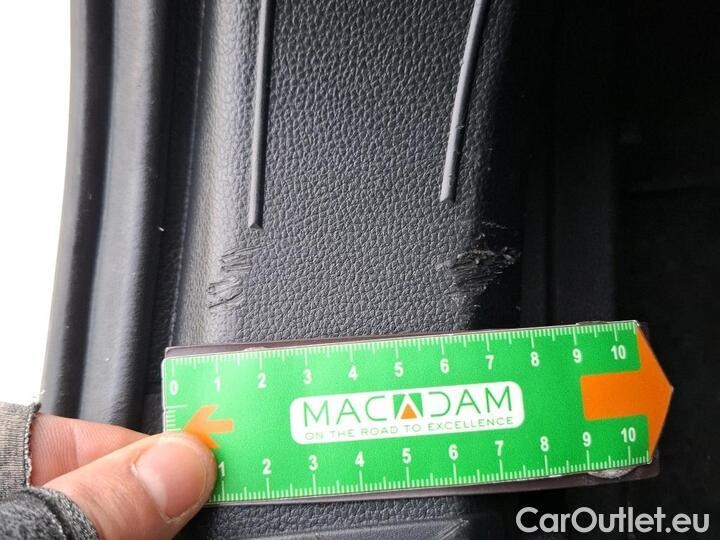 0 1 2 3 4 5 6 7 8 9 10
MACADAM
ON THE ROAD TO EXCELLENCE
1 2 3 4 5 6 7 8 9 10
CarOutlet.eu